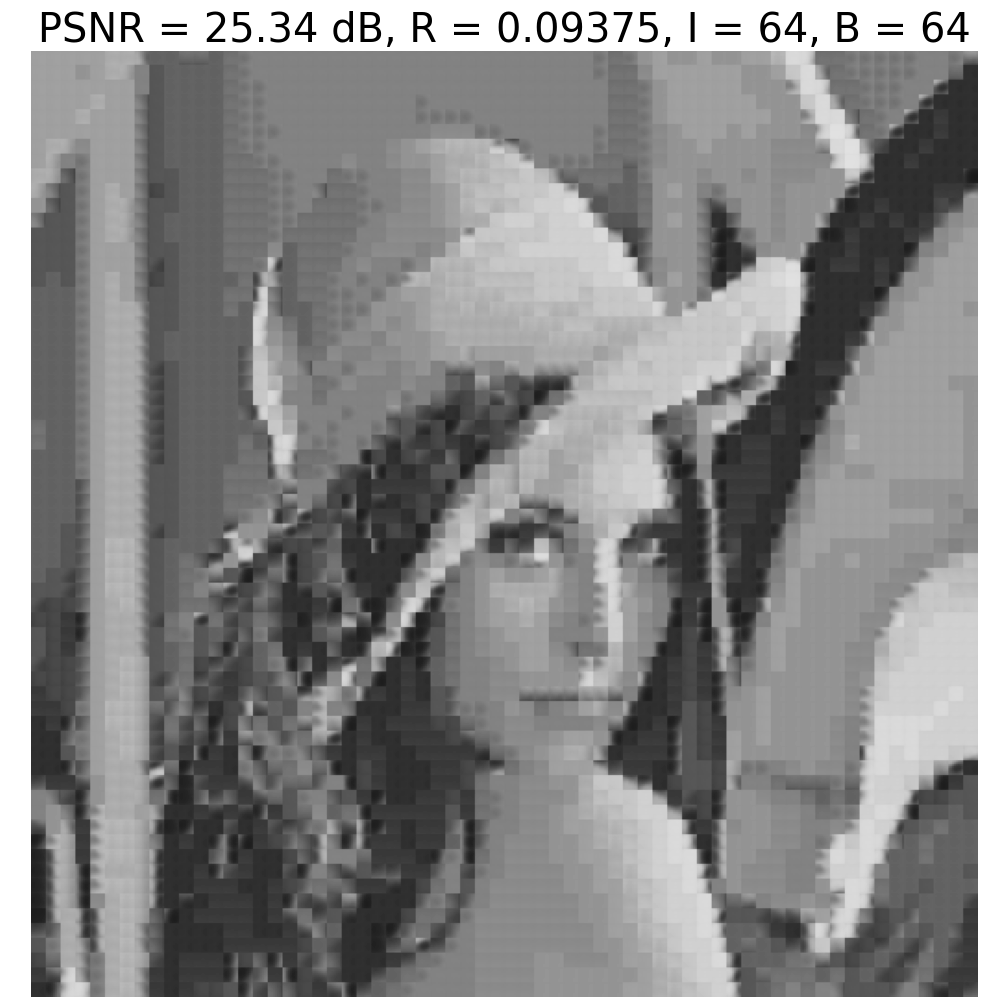 PSNR = 25.34 dB, R = 0.09375, I = 64, B = 64